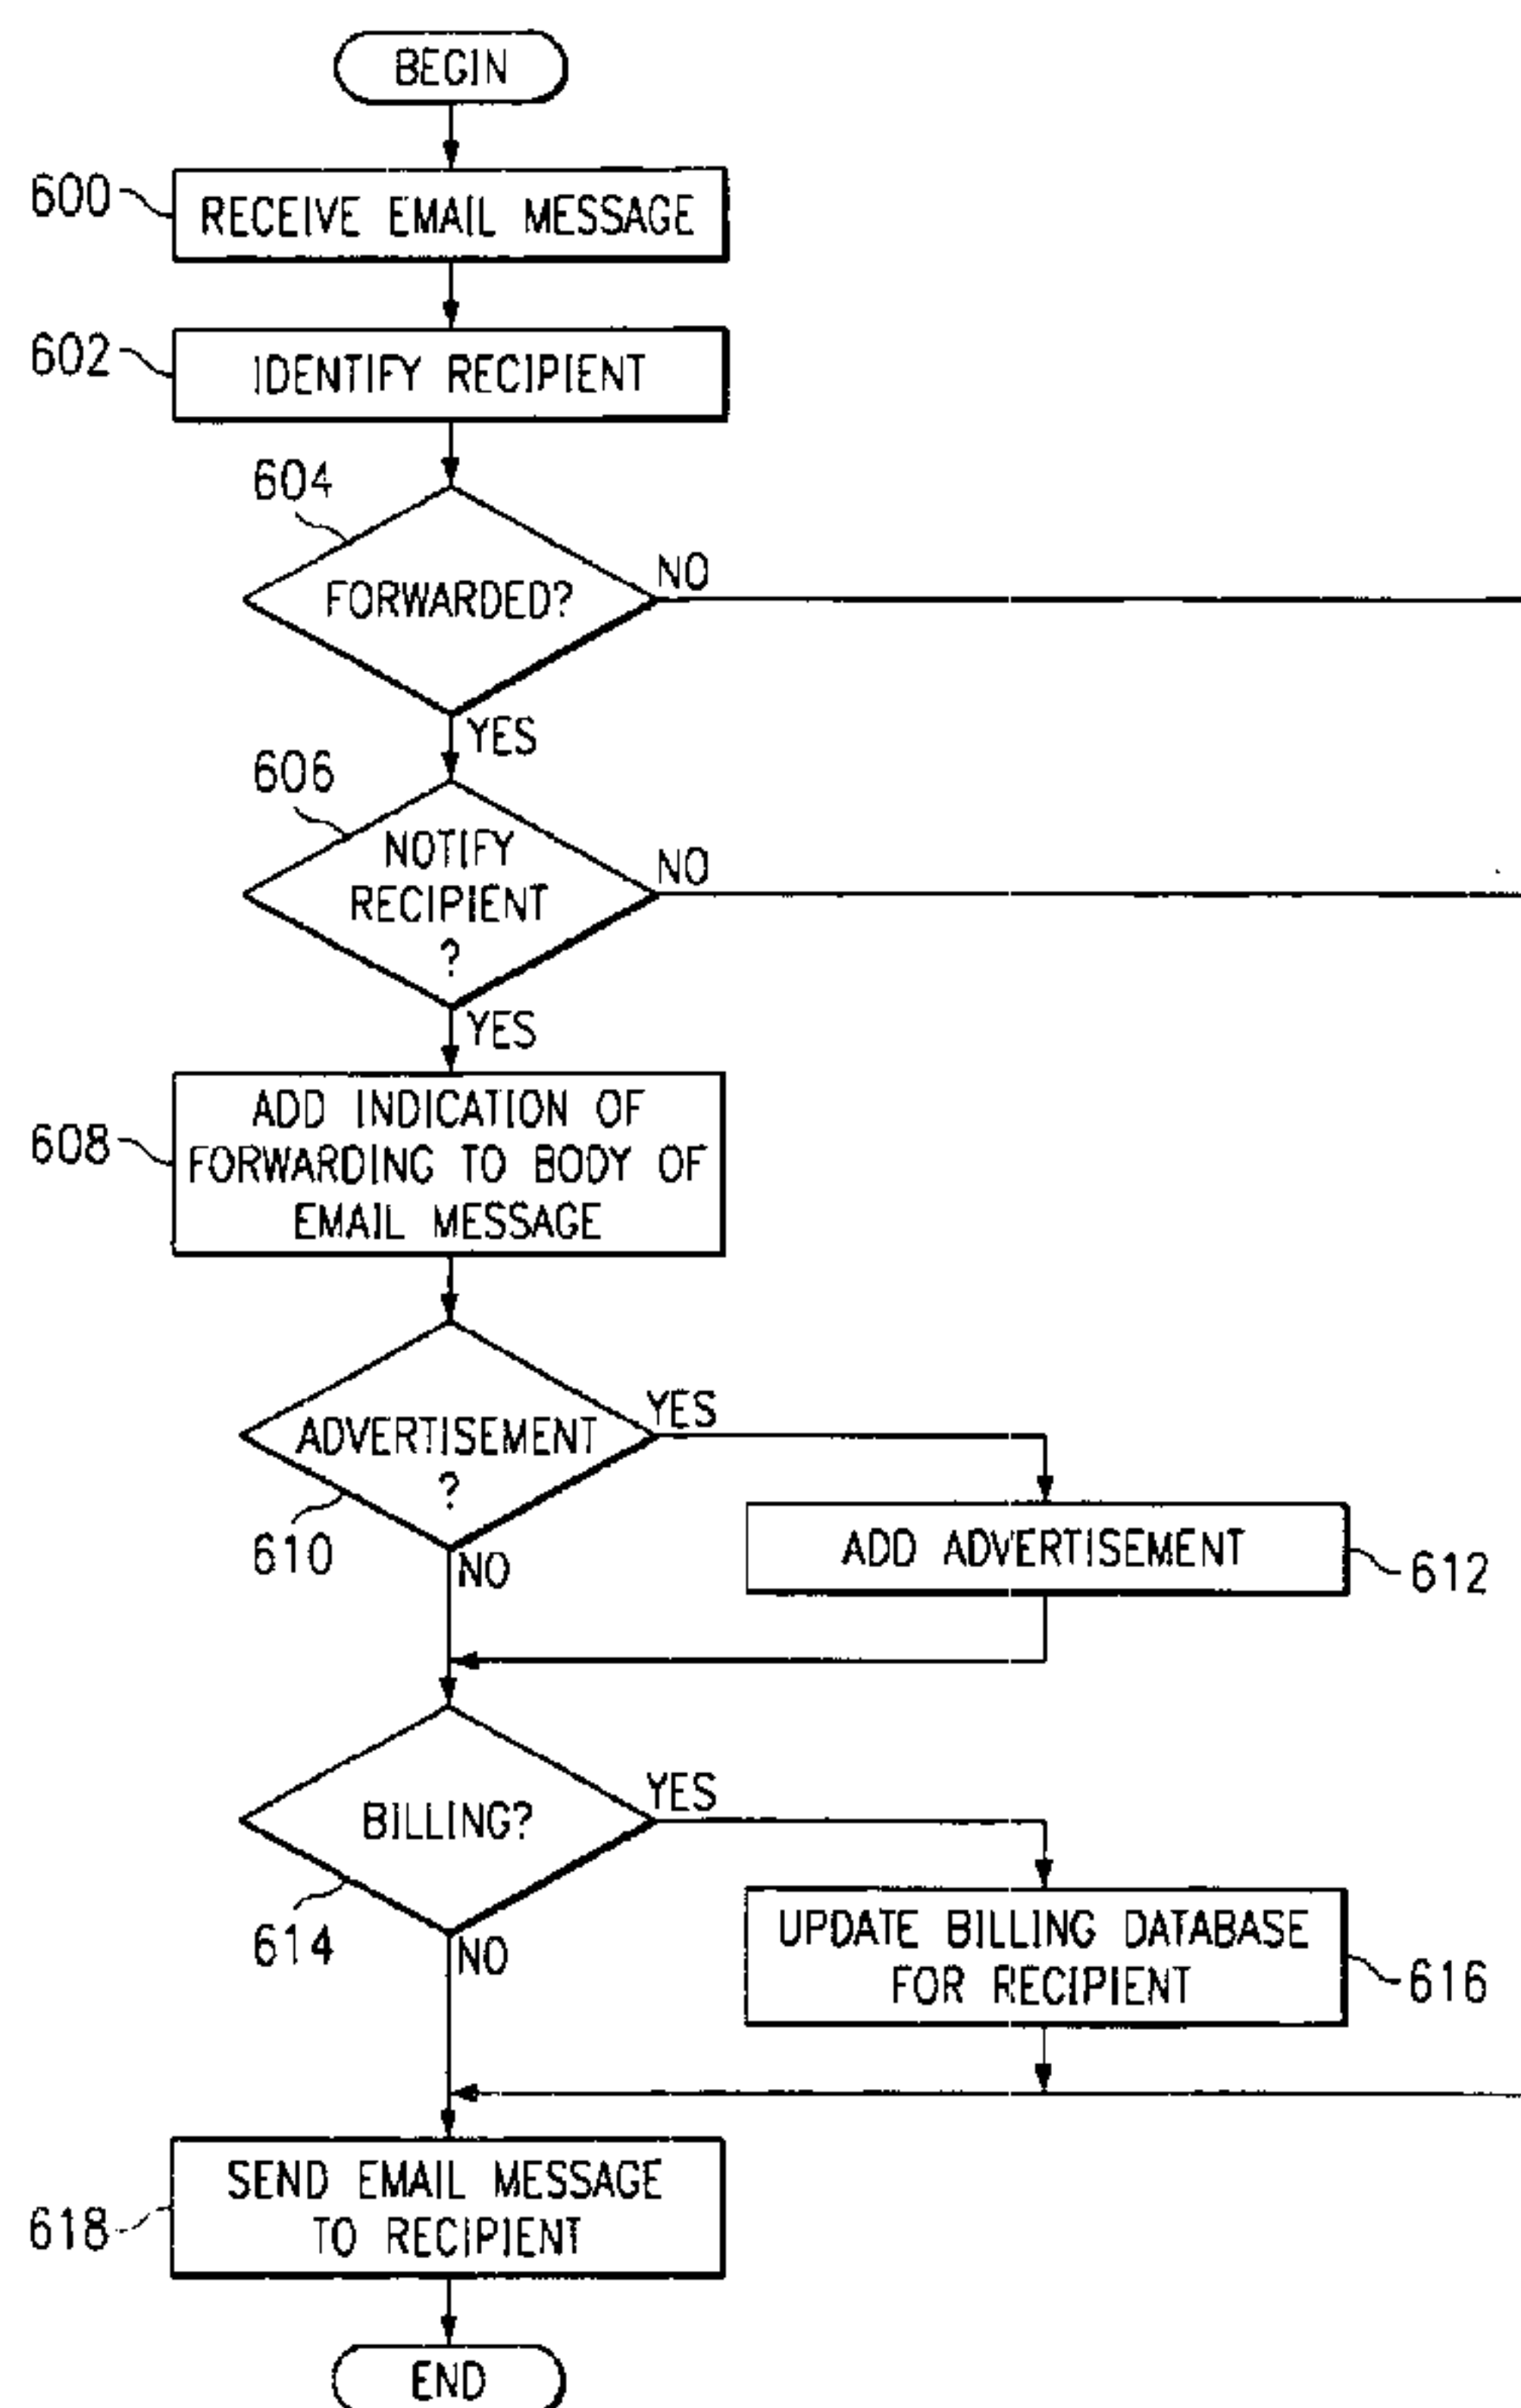 BEGIN
600
RECEIVE EMAIL MESSAGE
602
IDENTIFY RECIPIENT
604
FORWARDED?
NO
YES
606
NOTIFY
RECIPIENT
?
NO
YES
608
ADD INDICATION OF
FORWARDING TO BODY OF
EMAIL MESSAGE
ADVERTISEMENT
?
YES
610
NO
ADD ADVERTISEMENT
612
BILLING?
YES
614
NO
UPDATE BILLING DATABASE
FOR RECIPIENT
616
618
SEND EMAIL MESSAGE
TO RECIPIENT
END